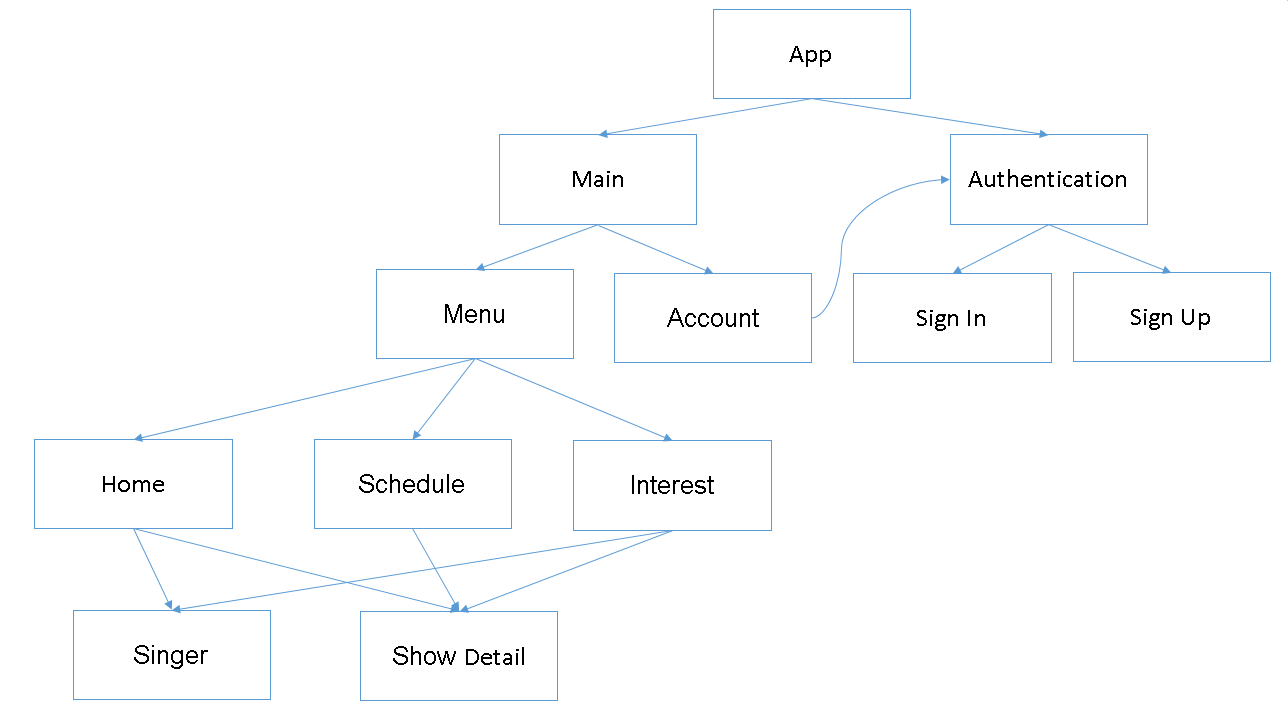 App
Main
Authentication
Menu
Account
Sign In
Sign Up
Home
Schedule
Interest
Singer
Show Detail